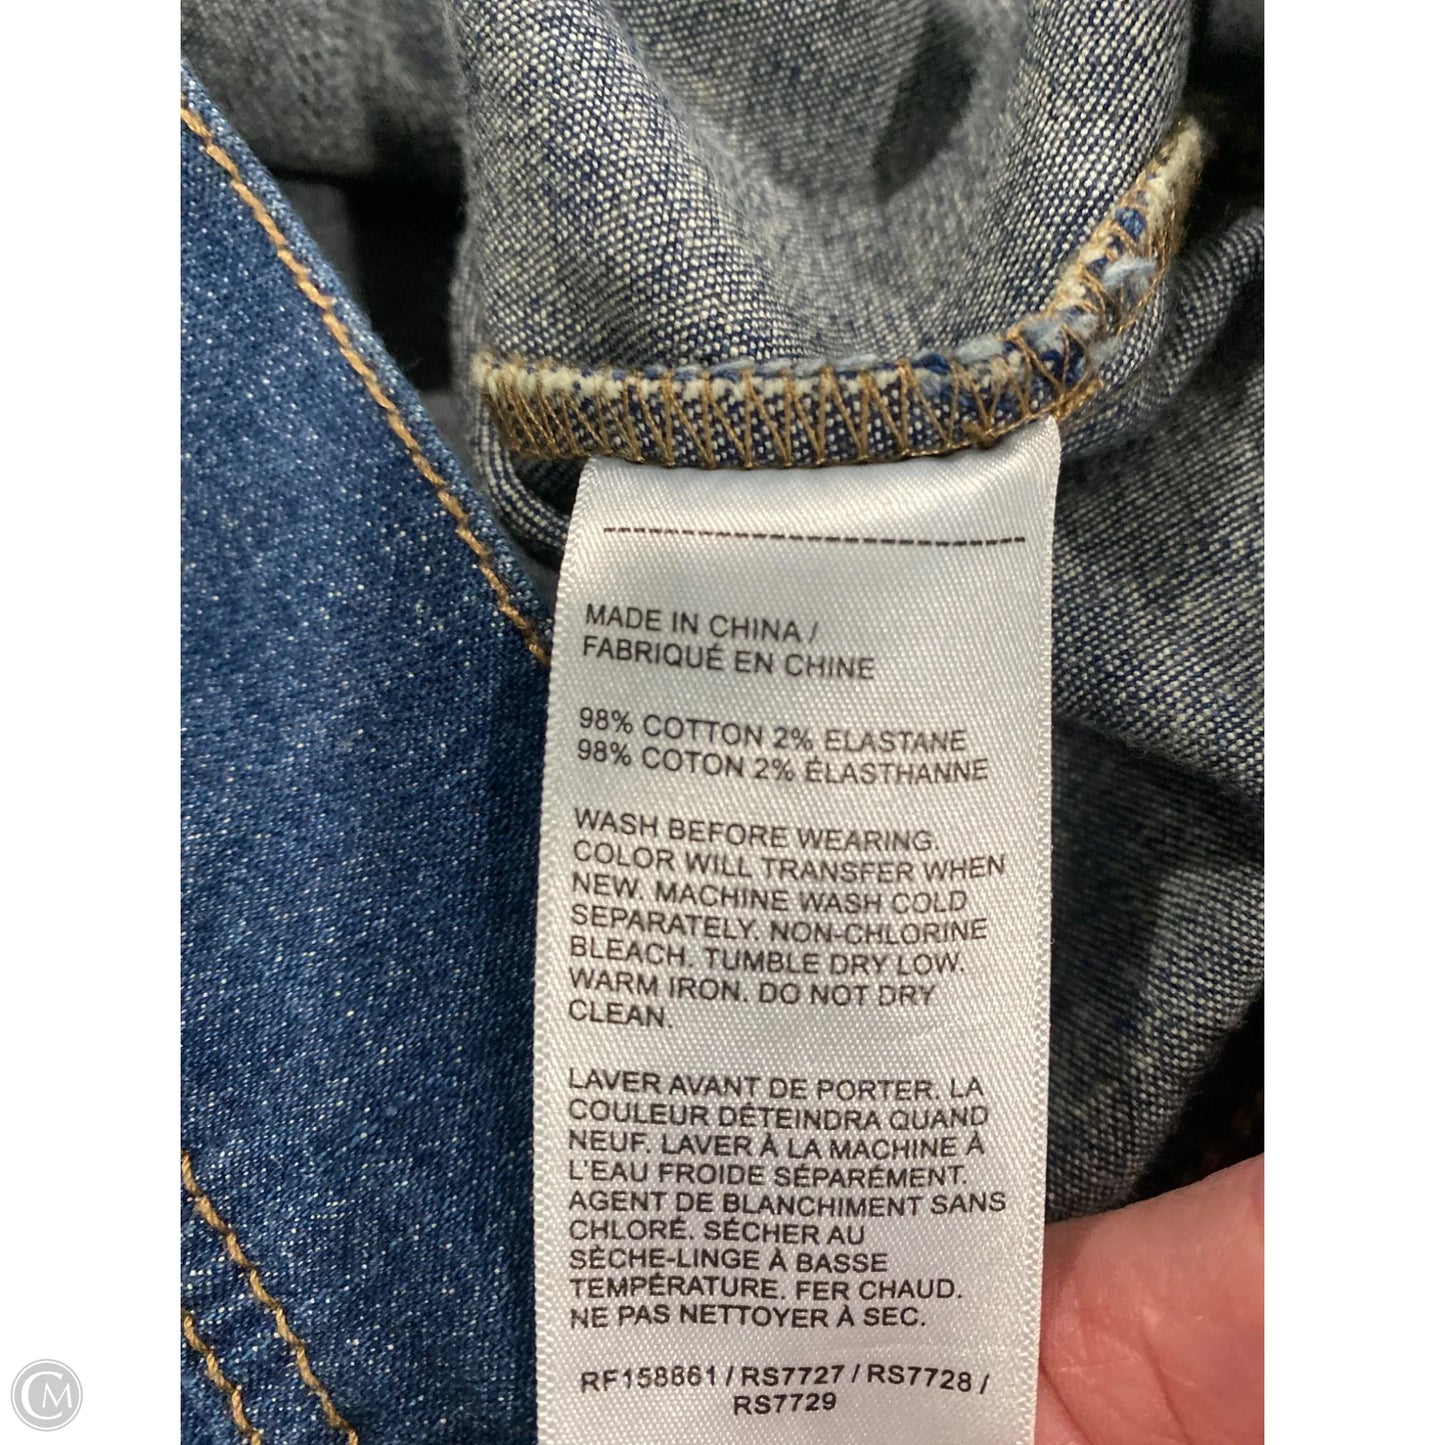 MADE IN CHINA /
FABRIQUÉ EN CHINE
98% COTTON 2% ELASTANE
98% COTON 2% ÉLASTHANNE
WASH BEFORE WEARING.
COLOR WILL TRANSFER WHEN
NEW. MACHINE WASH COLD
SEPARATELY. NON-CHLORINE
BLEACH. TUMBLE DRY LOW.
WARM IRON. DO NOT DRY
CLEAN.
LAVER AVANT DE PORTER. LA
COULEUR DÉTEINDRA QUAND
NEUF. LAVER À LA MACHINE À
L'EAU FROIDE SÉPARÉMENT.
AGENT DE BLANCHIMENT SANS
CHLORÉ. SÉCHER AU
SÈCHE-LINGE À BASSE
TEMPÉRATURE. FER CHAUD.
NE PAS NETTOYER À SEC.
RF158861 / RS7727 / RS7728 /
RS7729
CM